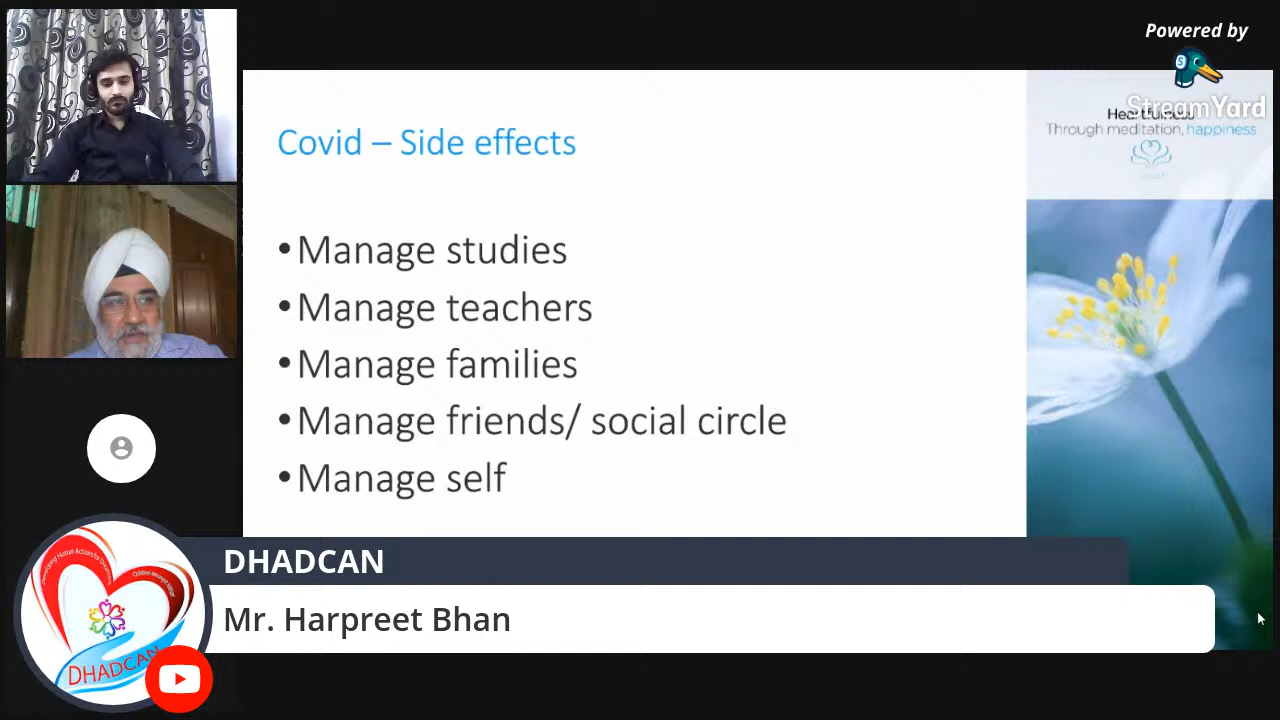 Powered by
StreamYard
Heartfulness
Through meditation, happiness
Covid – Side effects
•Manage studies
•Manage teachers
•Manage families
•Manage friends/ social circle
•Manage self
DHADCAN
Mr. Harpreet Bhan
DHADCAN